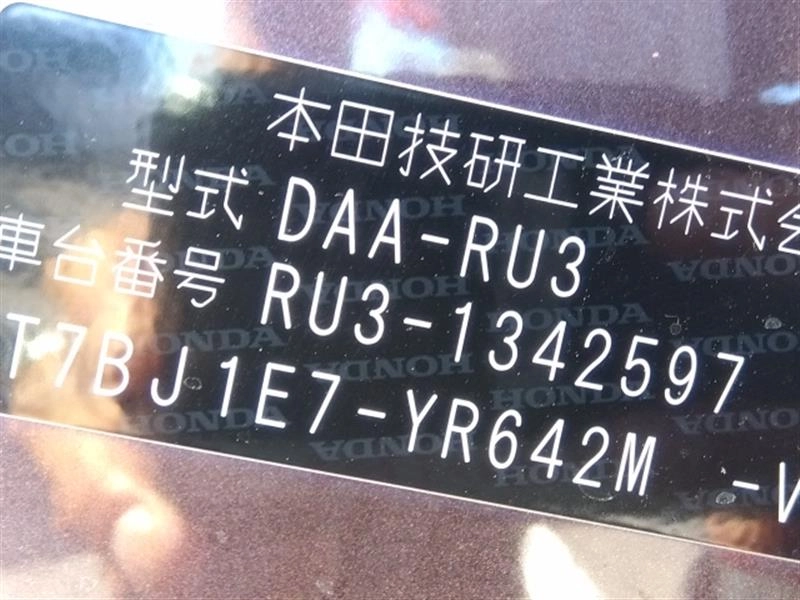 本田技研工業株式会
型式 DAA-RU3
車台番号 RU3-1342597
T7BJ1E7-YR642M -V